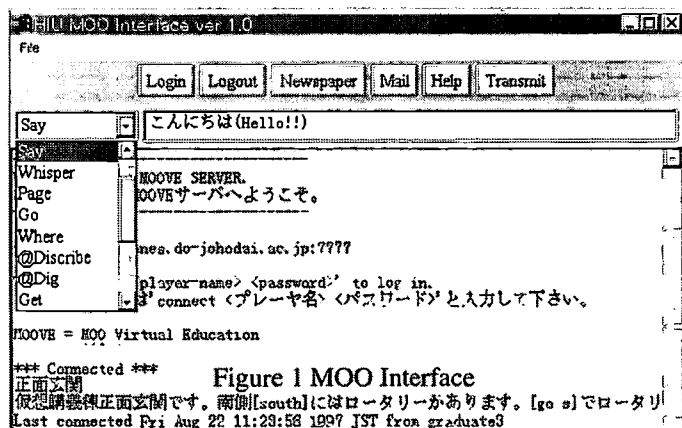 HIU MOO Interface ver 1.0
File
Login Logout Newspaper Mail Help Transmit
Say こんにちは(Hello!!)
Say
Whisper MOOVE SERVER.
Page OOVEサーバへようこそ。
Go
Where
@Discribe nes.do-johodai.ac.jp:7777
@Dig player-name> <password>' to log in.
Get ま'connect <プレーヤ名> <パスワード>'と入力して下さい。
MOOVE = MOO Virtual Education
*** Connected ***
正面玄関
Figure 1 MOO Interface
仮想講義棟正面玄関です。南側[south]にはロータリーがあります。[go s]でロータリ
Last connected Fri Aug 22 11:23:58 1997 JST from graduate3